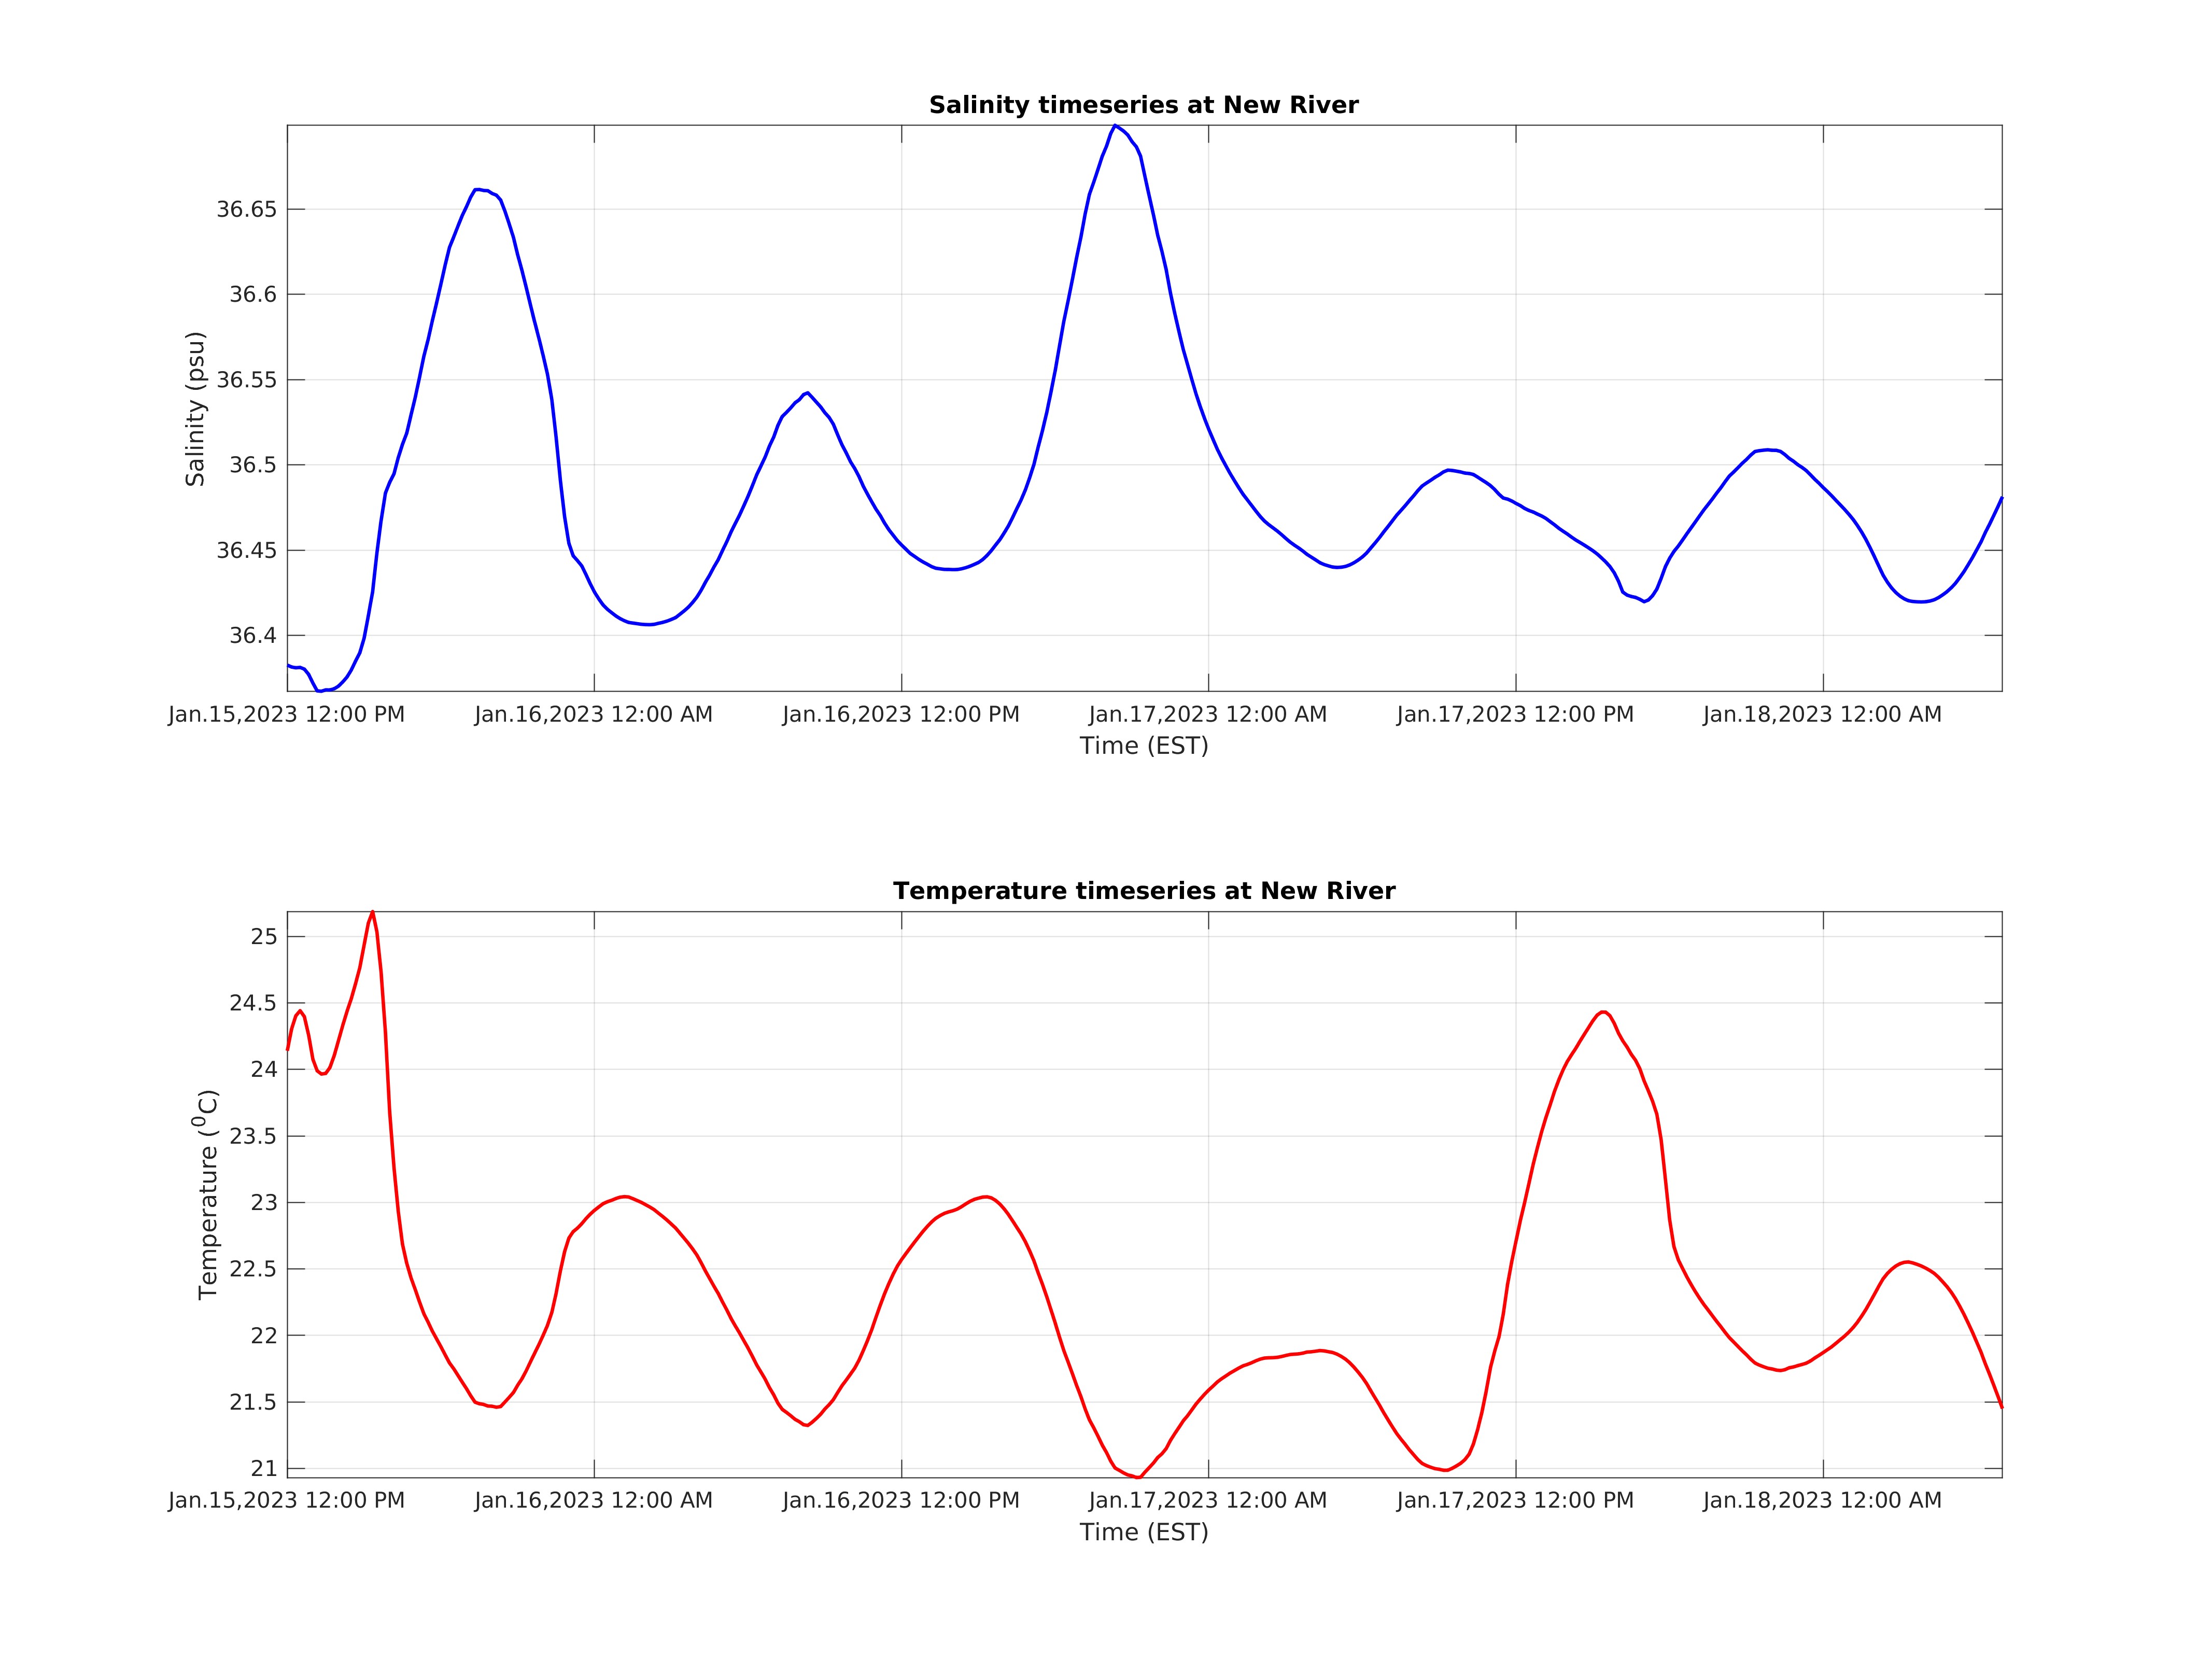 Salinity timeseries at New River
Salinity (psu)
36.65
36.6
36.55
36.5
36.45
36.4
Jan.15,2023 12:00 PM Jan.16,2023 12:00 AM Jan.16,2023 12:00 PM Jan.17,2023 12:00 AM Jan.17,2023 12:00 PM Jan.18,2023 12:00 AM
Time (EST)
Temperature timeseries at New River
Temperature (⁰C)
25
24.5
24
23.5
23
22.5
22
21.5
21
Jan.15,2023 12:00 PM Jan.16,2023 12:00 AM Jan.16,2023 12:00 PM Jan.17,2023 12:00 AM Jan.17,2023 12:00 PM Jan.18,2023 12:00 AM
Time (EST)